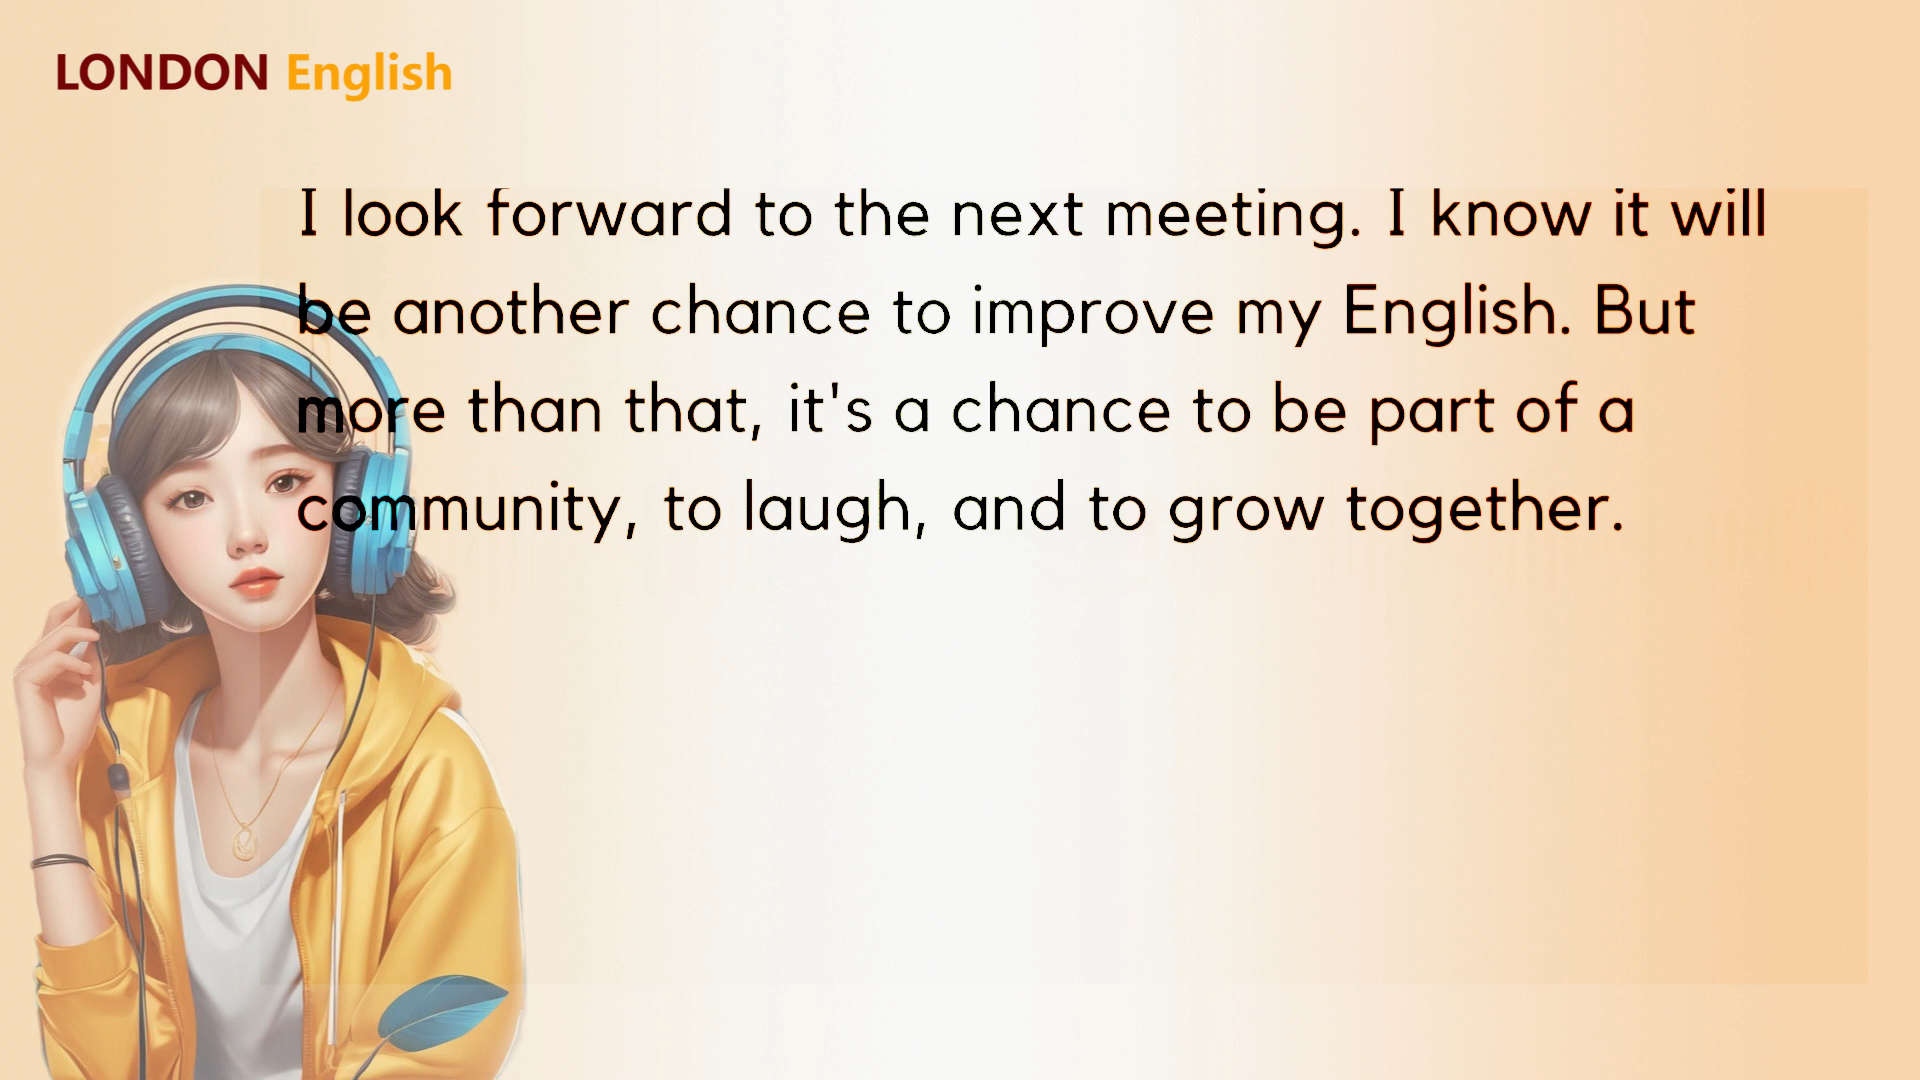 LONDON English
I look forward to the next meeting. I know it will
be another chance to improve my English. But
more than that, it's a chance to be part of a
community, to laugh, and to grow together.